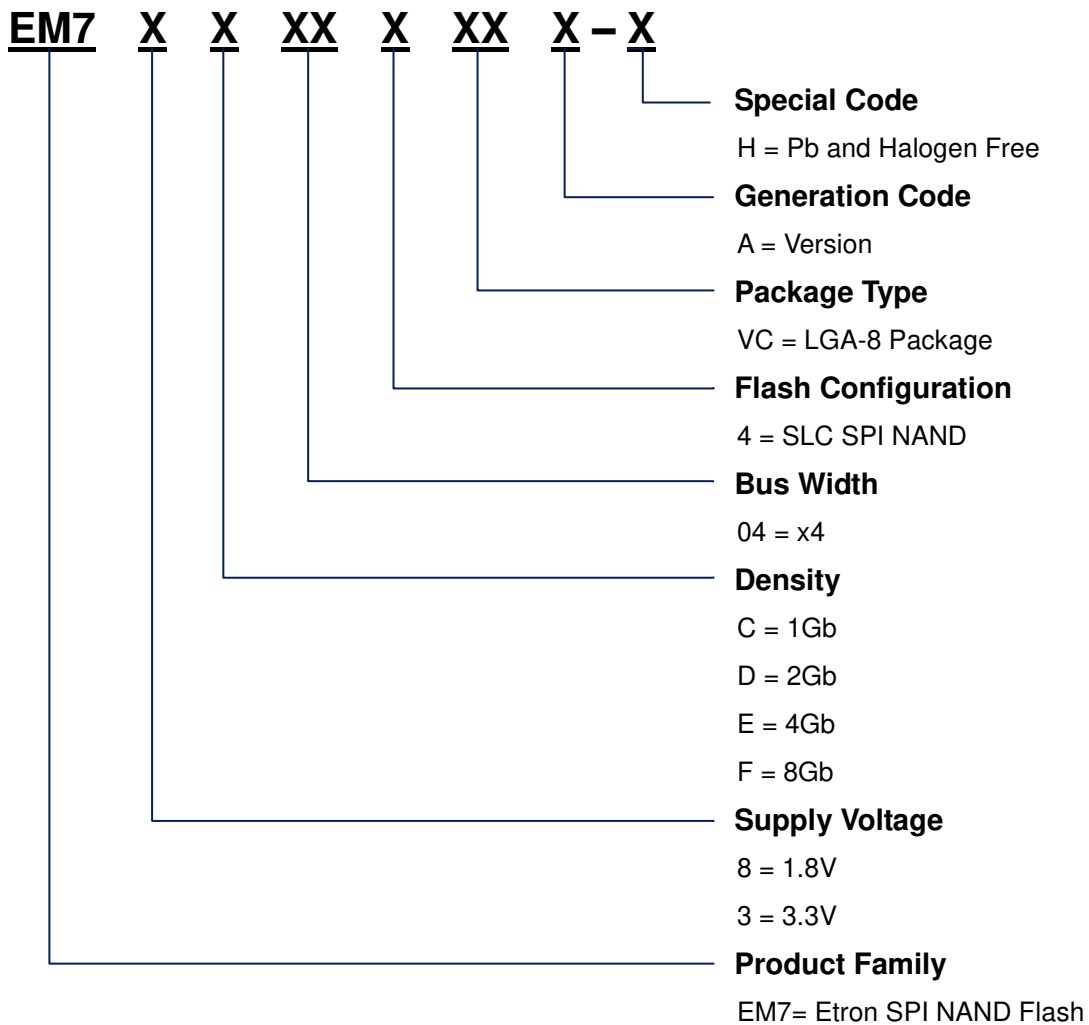 EM7 X X XX X XX X – X
Special Code
H = Pb and Halogen Free
Generation Code
A = Version
Package Type
VC = LGA-8 Package
Flash Configuration
4 = SLC SPI NAND
Bus Width
04 = x4
Density
C = 1Gb
D = 2Gb
E = 4Gb
F = 8Gb
Supply Voltage
8 = 1.8V
3 = 3.3V
Product Family
EM7= Etron SPI NAND Flash